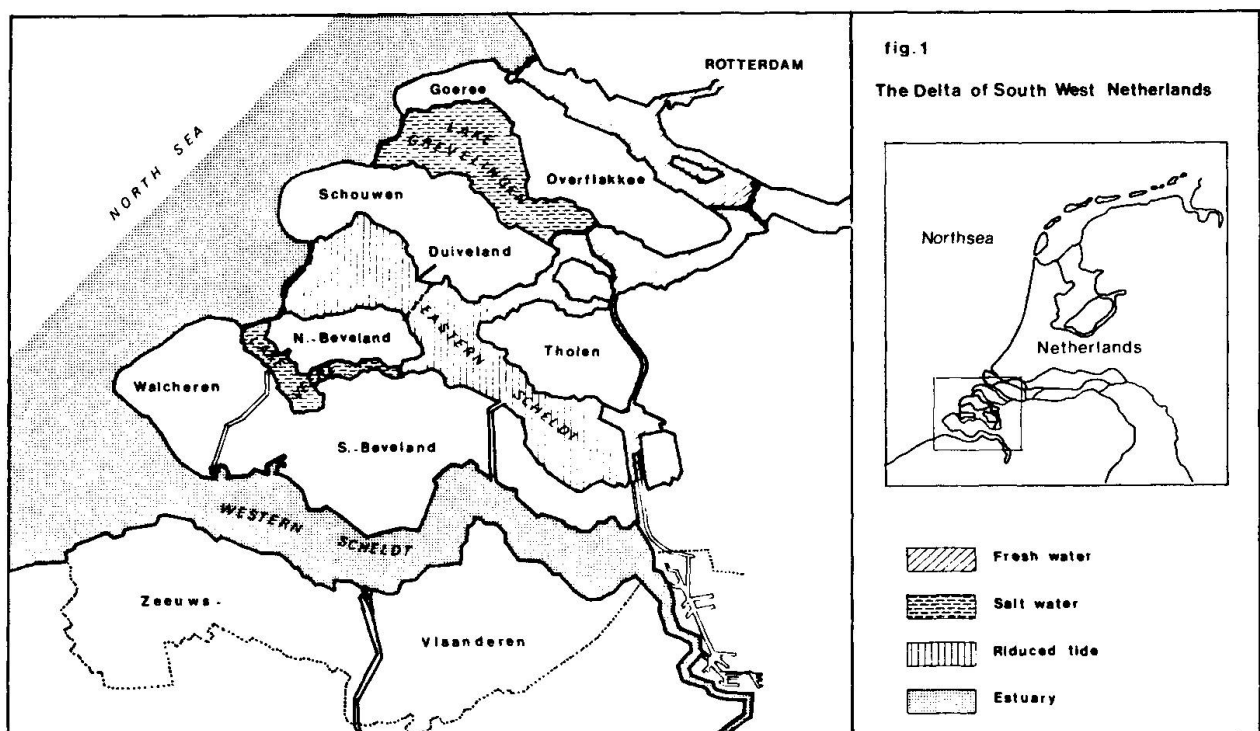 fig.1
The Delta of South West Netherlands
NORTH SEA
ROTTERDAM
Goeree
LAKE
GREVELINGEN
Overflakkee
Schouwen
Duiveland
EASTERN
SCHELDT
N.-Beveland
Tholen
LAKE
Walcheren
S.-Beveland
WESTERN
SCHELDT
Zeeuws-
Vlaanderen
Northsea
Netherlands
Fresh water
Salt water
Riduced tide
Estuary